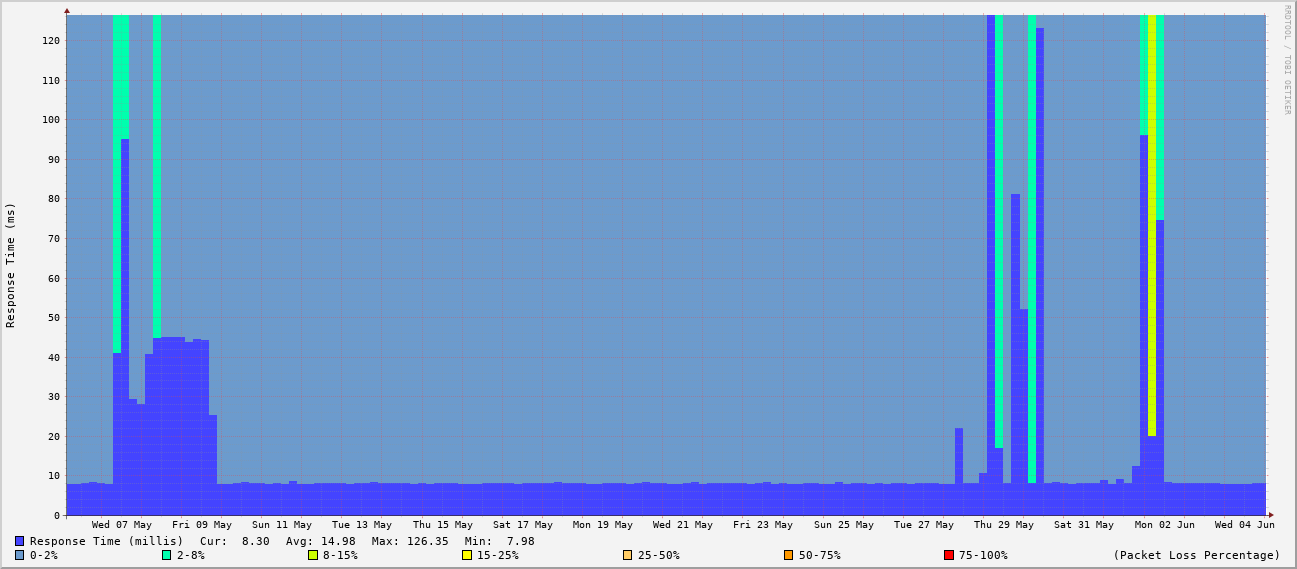 RRDTOOL / TOBI OETIKER
Response Time (ms)
120
110
100
90
80
70
60
50
40
30
20
10
0
Wed 07 May Fri 09 May Sun 11 May Tue 13 May Thu 15 May Sat 17 May Mon 19 May Wed 21 May Fri 23 May Sun 25 May Tue 27 May Thu 29 May Sat 31 May Mon 02 Jun Wed 04 Jun
Response Time (millis) Cur: 8.30 Avg: 14.98 Max: 126.35 Min: 7.98
0-2% 2-8% 8-15% 15-25% 25-50% 50-75% 75-100% (Packet Loss Percentage)